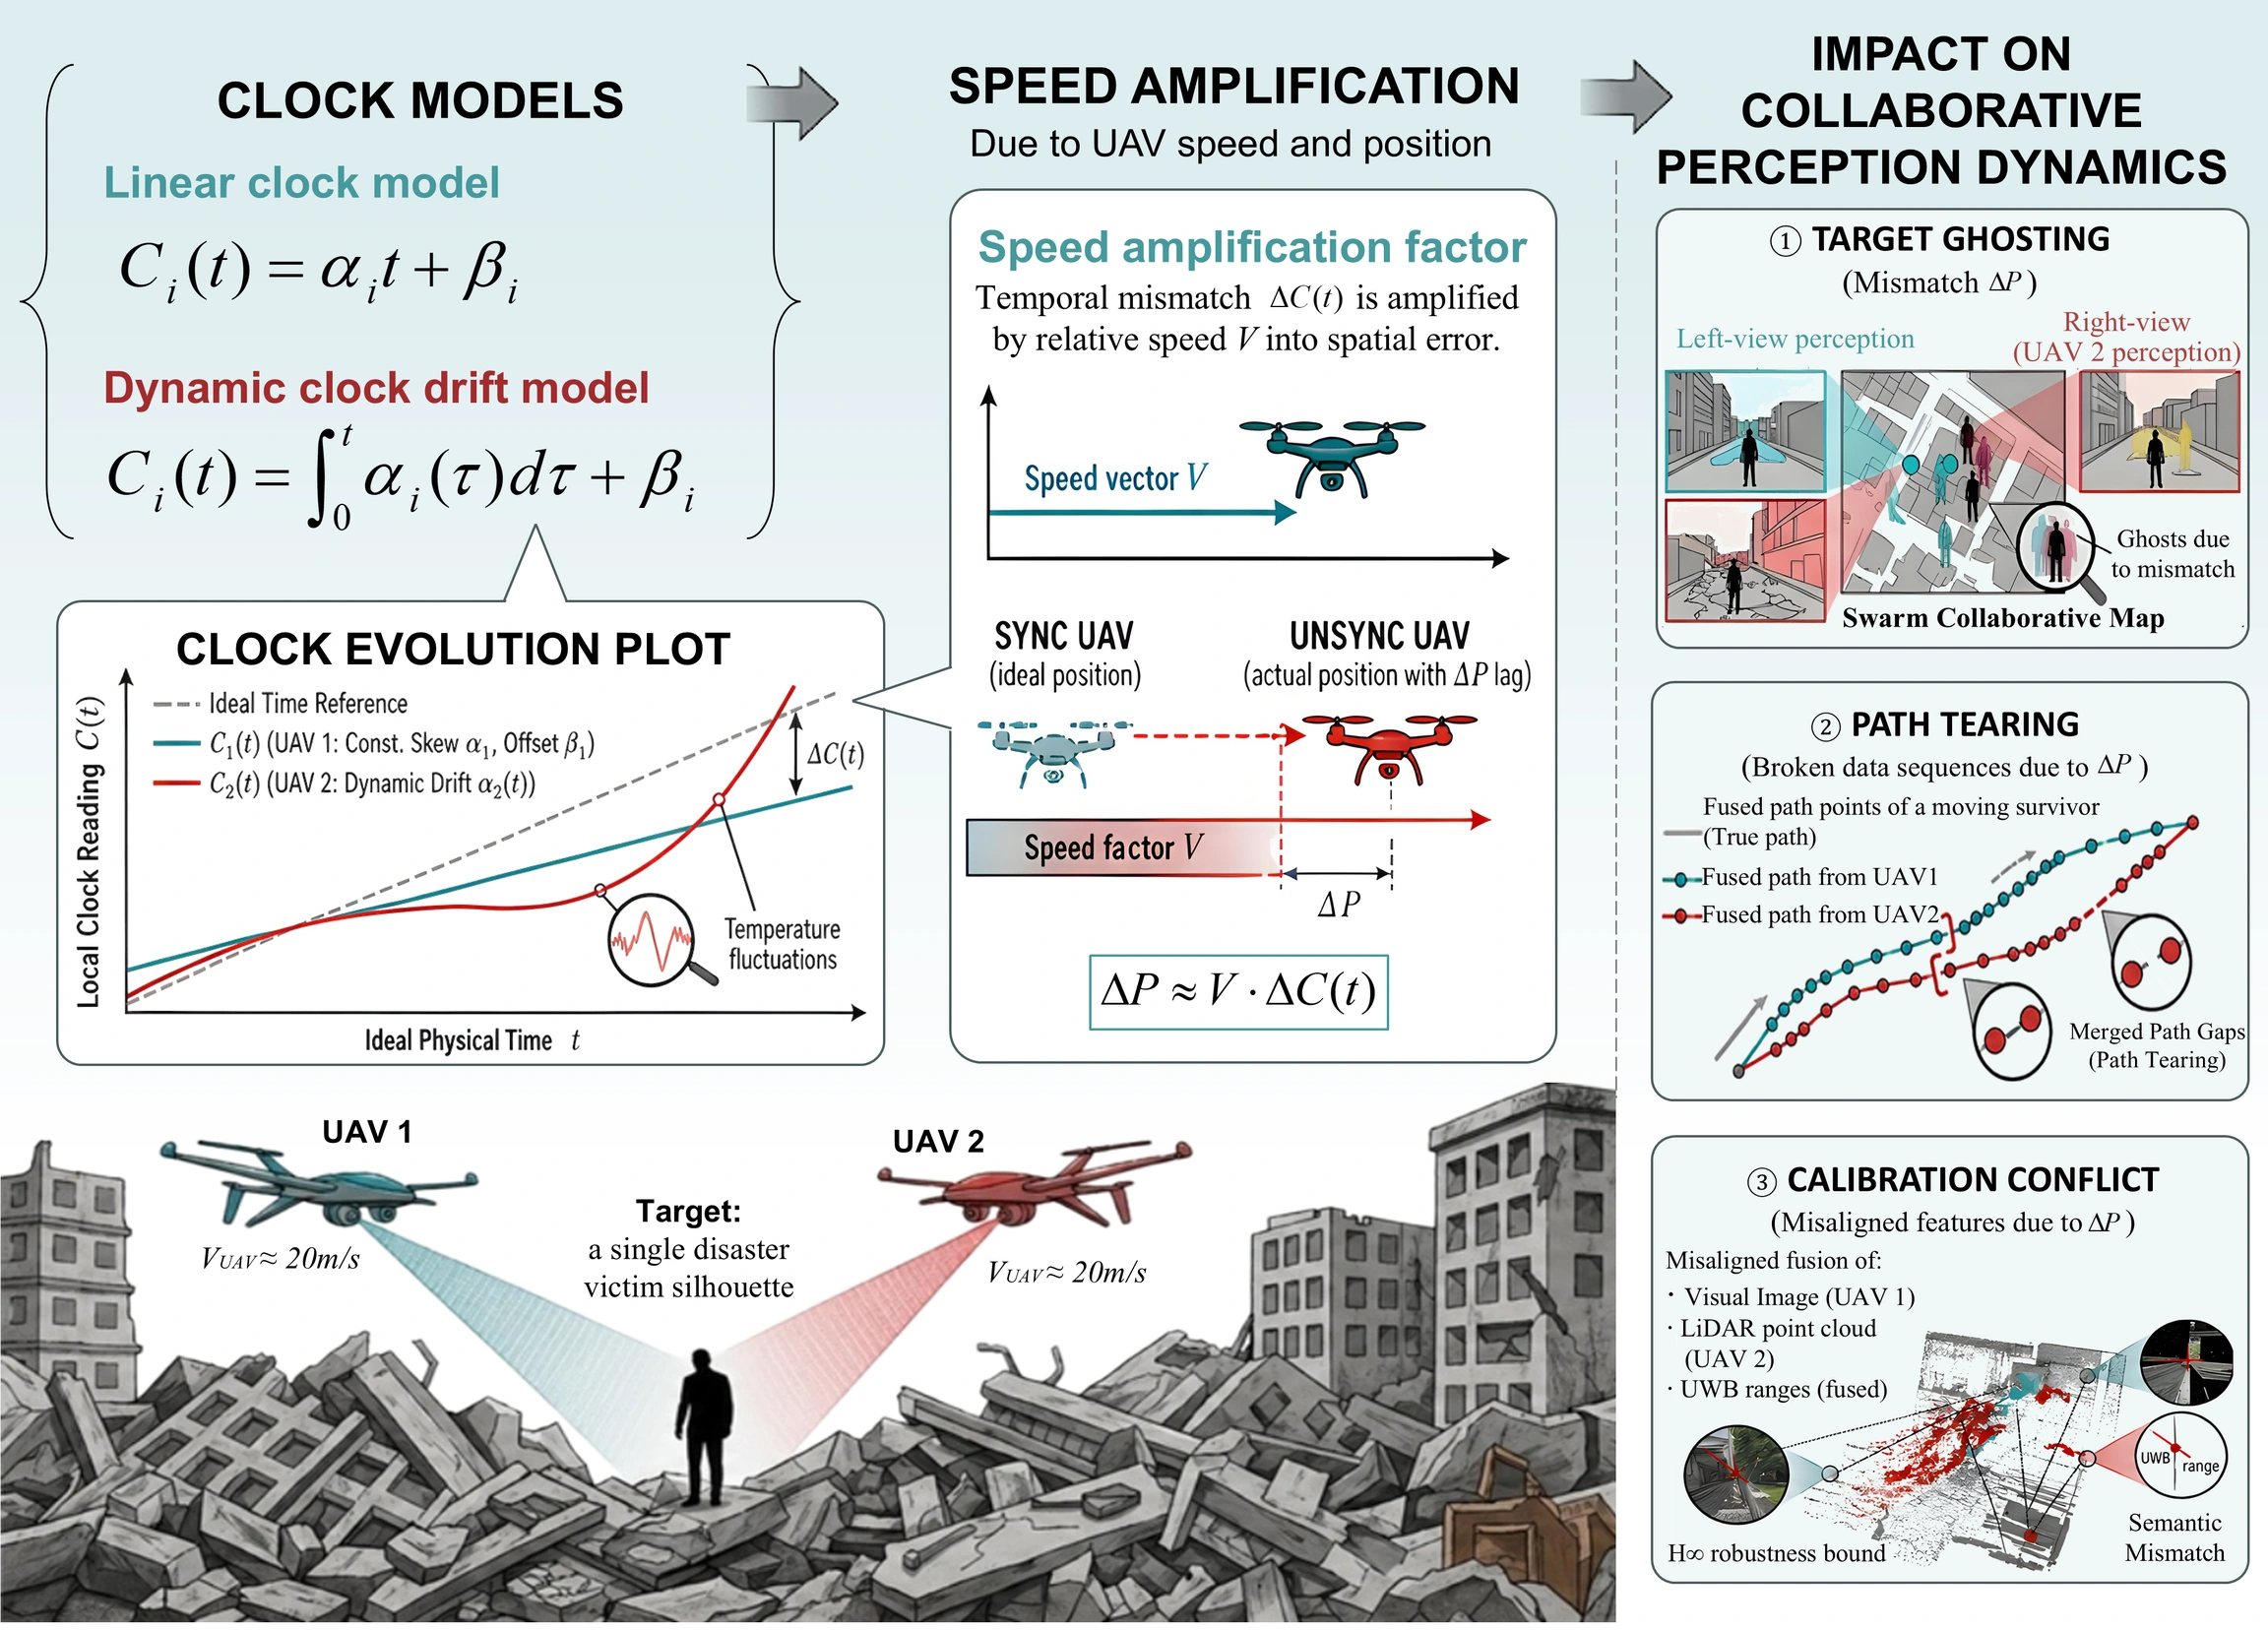 CLOCK MODELS
Linear clock model
C_i(t) = α_i t + β_i
Dynamic clock drift model
C_i(t) = ∫_0^t α_i(τ)dτ + β_i
CLOCK EVOLUTION PLOT
Ideal Time Reference
C_1(t) (UAV 1: Const. Skew α_1, Offset β_1)
C_2(t) (UAV 2: Dynamic Drift α_2(t))
ΔC(t)
Local Clock Reading C(t)
Temperature
fluctuations
Ideal Physical Time t
SPEED AMPLIFICATION
Due to UAV speed and position
Speed amplification factor
Temporal mismatch ΔC(t) is amplified
by relative speed V into spatial error.
Speed vector V
SYNC UAV
(ideal position)
UNSYNC UAV
(actual position with ΔP lag)
Speed factor V
ΔP
ΔP ≈ V · ΔC(t)
UAV 1
V_UAV ≈ 20m/s
Target:
a single disaster
victim silhouette
UAV 2
V_UAV ≈ 20m/s
IMPACT ON
COLLABORATIVE
PERCEPTION DYNAMICS
① TARGET GHOSTING
(Mismatch ΔP )
Left-view perception
Right-view
(UAV 2 perception)
Ghosts due
to mismatch
Swarm Collaborative Map
② PATH TEARING
(Broken data sequences due to ΔP )
Fused path points of a moving survivor
(True path)
Fused path from UAV1
Fused path from UAV2
Merged Path Gaps
(Path Tearing)
③ CALIBRATION CONFLICT
(Misaligned features due to ΔP )
Misaligned fusion of:
· Visual Image (UAV 1)
· LiDAR point cloud
(UAV 2)
· UWB ranges (fused)
UWB range
H∞ robustness bound
Semantic
Mismatch